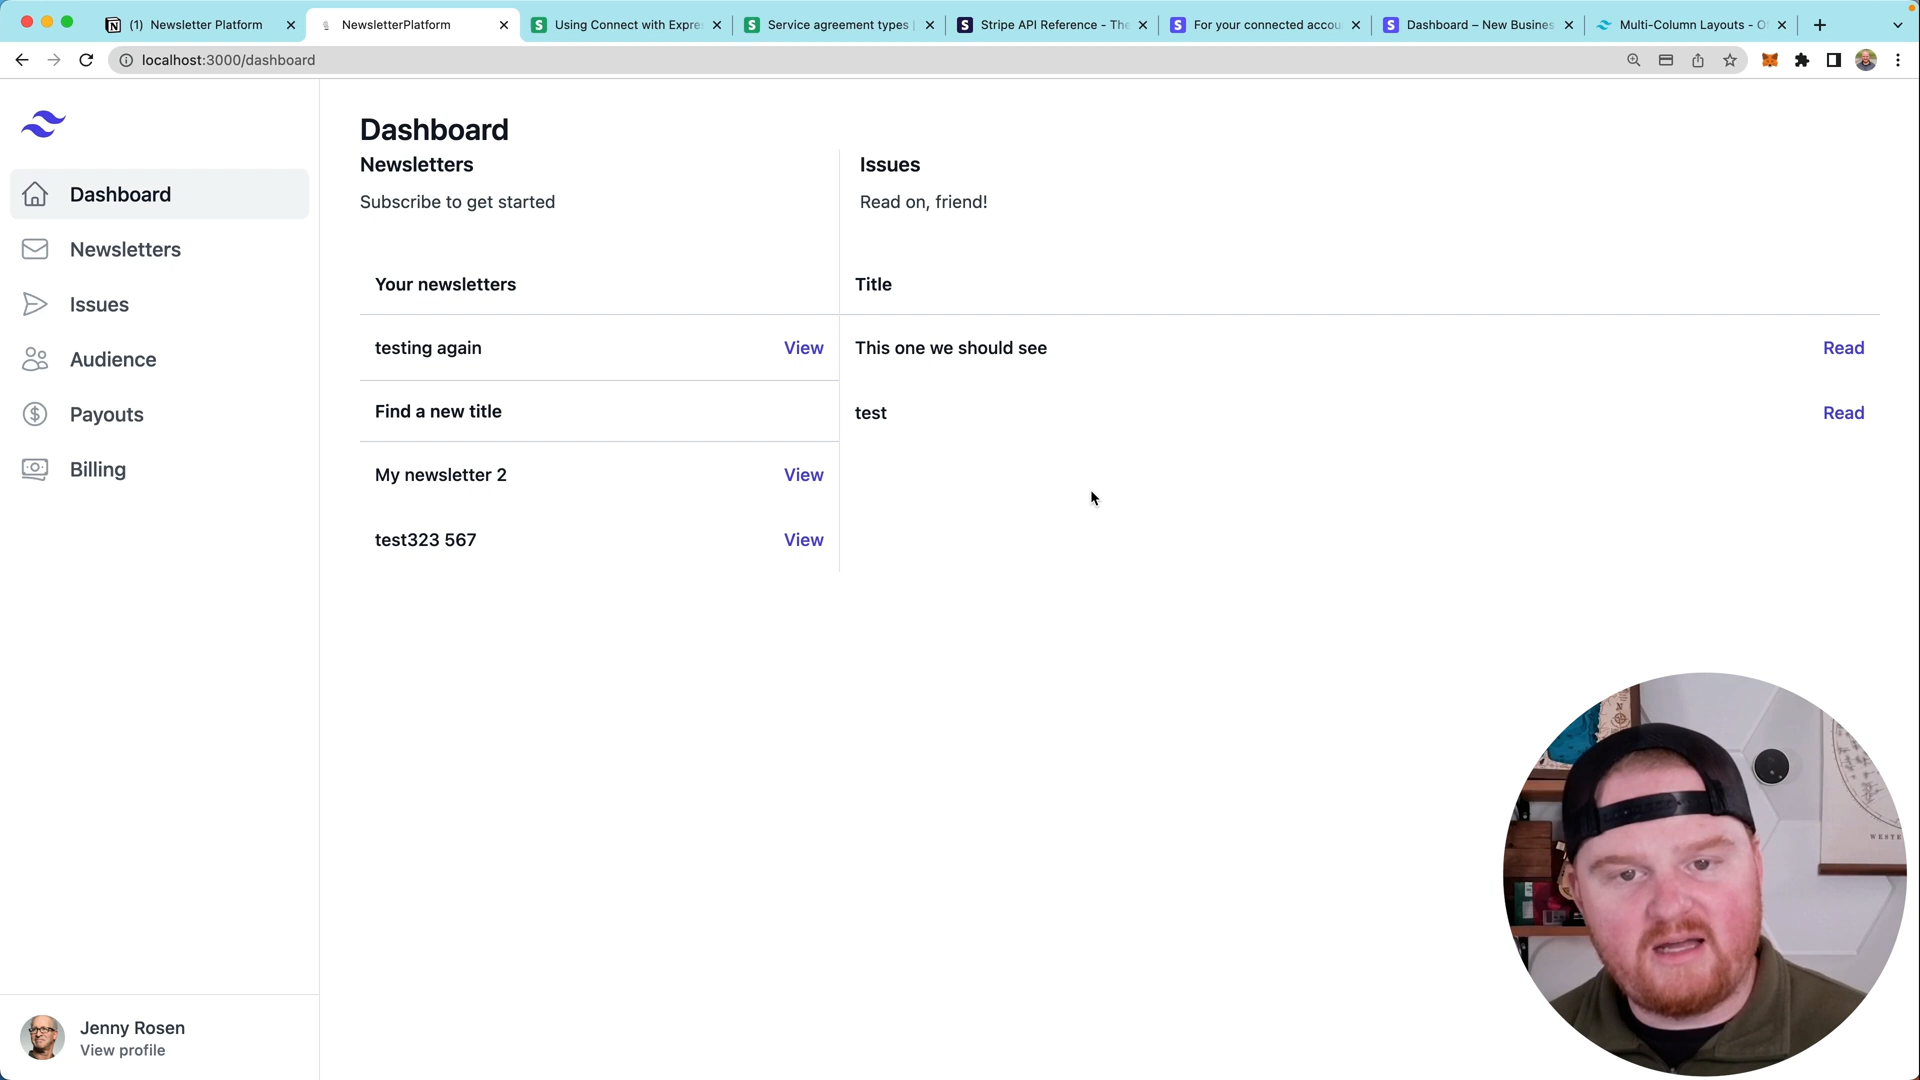 (1) Newsletter Platform
NewsletterPlatform
Using Connect with Expre
Service agreement types |
Stripe API Reference - The
For your connected accou
Dashboard – New Busines
Multi-Column Layouts - O
localhost:3000/dashboard
Dashboard
Newsletters
Issues
Audience
Payouts
Billing
Jenny Rosen
View profile
Dashboard
Newsletters
Subscribe to get started
Your newsletters
testing again View
Find a new title
My newsletter 2 View
test323 567 View
Issues
Read on, friend!
Title
This one we should see Read
test Read
WESTE